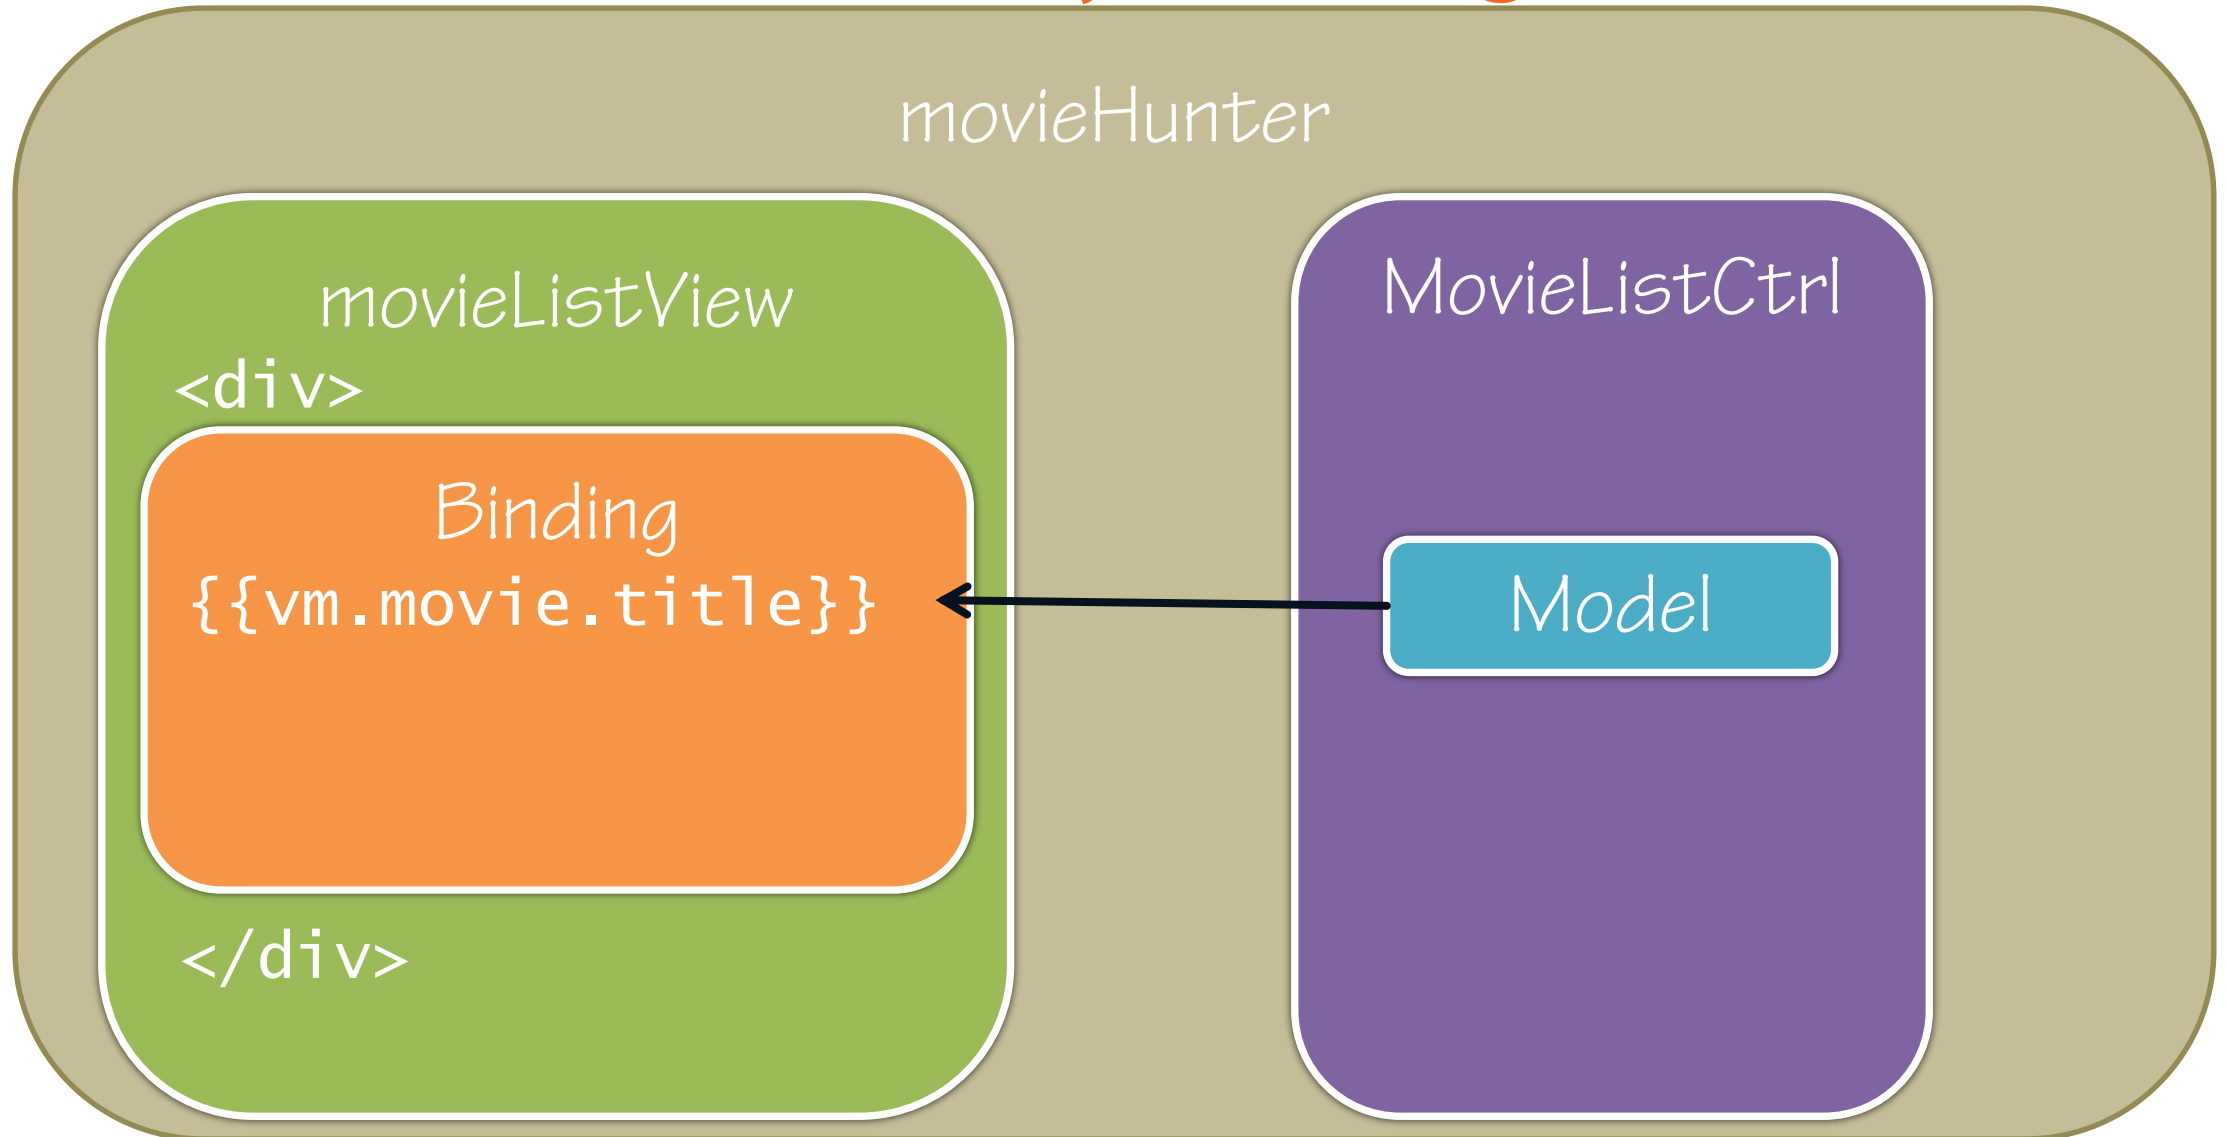 movieHunter
movieListView
<div>
Binding
{{vm.movie.title}}
</div>
MovieListCtrl
Model